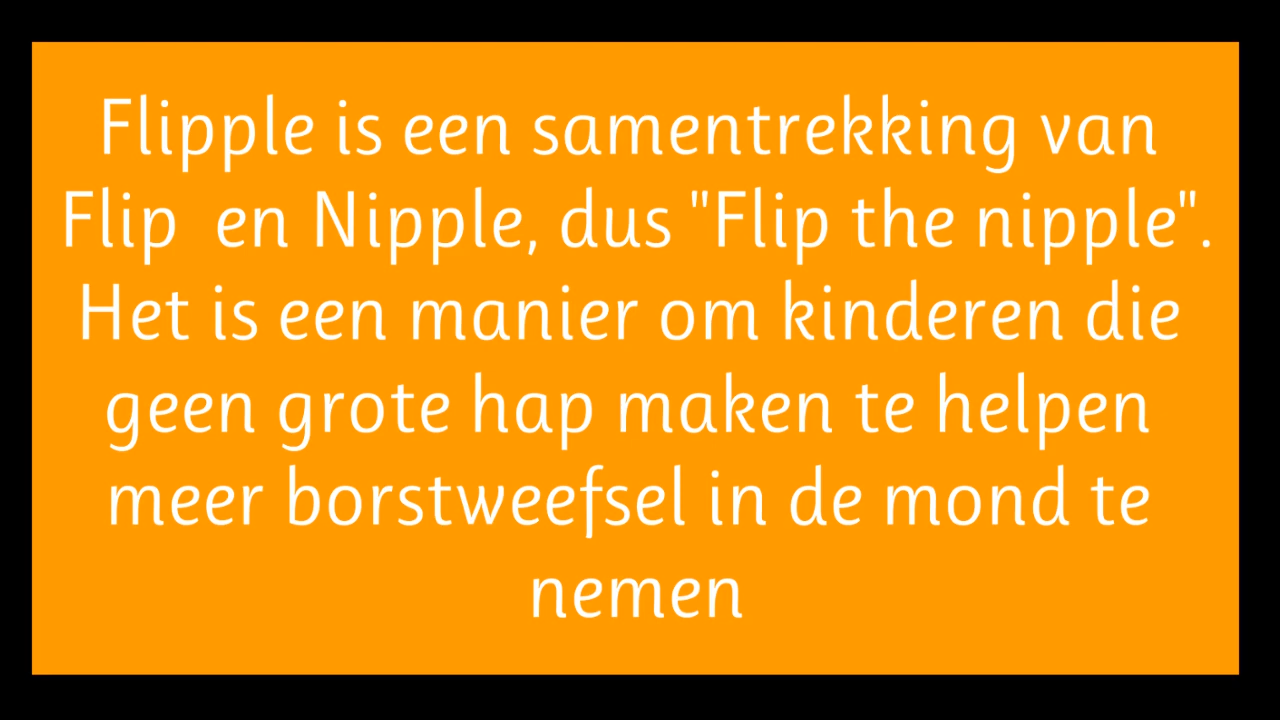 Flipple is een samentrekking van
Flip  en Nipple, dus "Flip the nipple".
Het is een manier om kinderen die
geen grote hap maken te helpen
meer borstweefsel in de mond te
nemen